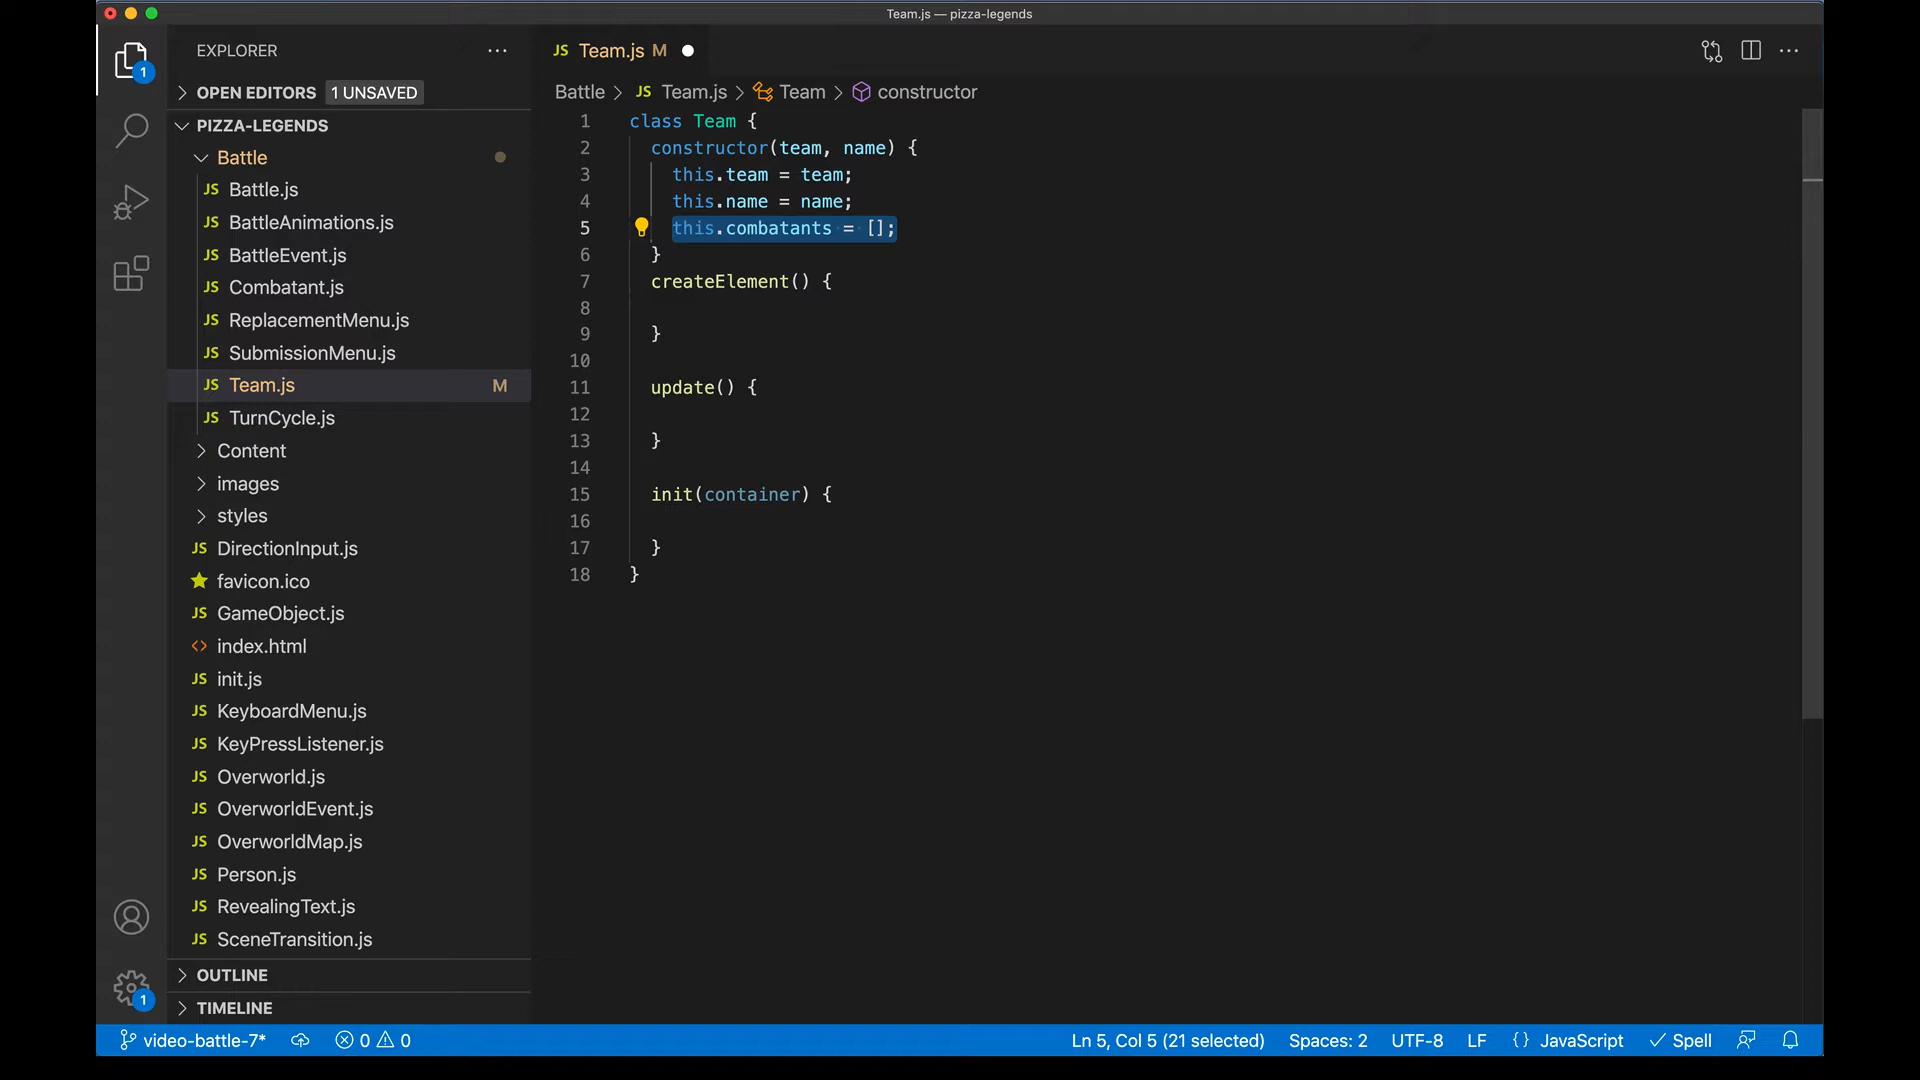 Team.js — pizza-legends
EXPLORER
OPEN EDITORS 1 UNSAVED
PIZZA-LEGENDS
Battle
JS Battle.js
JS BattleAnimations.js
JS BattleEvent.js
JS Combatant.js
JS ReplacementMenu.js
JS SubmissionMenu.js
JS Team.js M
JS TurnCycle.js
Content
images
styles
JS DirectionInput.js
favicon.ico
JS GameObject.js
index.html
JS init.js
JS KeyboardMenu.js
JS KeyPressListener.js
JS Overworld.js
JS OverworldEvent.js
JS OverworldMap.js
JS Person.js
JS RevealingText.js
JS SceneTransition.js
OUTLINE
TIMELINE
1
1
JS Team.js M
Battle > JS Team.js > Team > constructor
1 class Team {
2 constructor(team, name) {
3 this.team = team;
4 this.name = name;
5 this.combatants = [];
6 }
7 createElement() {
8
9 }
10
11 update() {
12
13 }
14
15 init(container) {
16
17 }
18 }
video-battle-7* 0 0 Ln 5, Col 5 (21 selected) Spaces: 2 UTF-8 LF {} JavaScript Spell